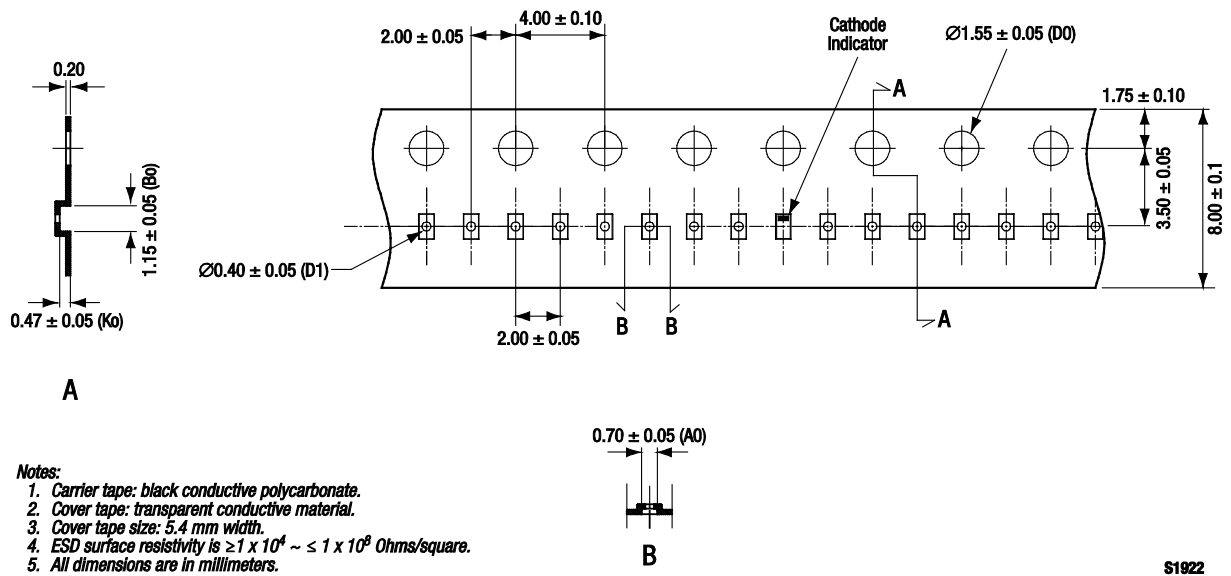 4.00 ± 0.10
2.00 ± 0.05
Cathode
Indicator
Ø1.55 ± 0.05 (D0)
0.20
A
1.75 ± 0.10
1.15 ± 0.05 (Bo)
3.50 ± 0.05
8.00 ± 0.1
Ø0.40 ± 0.05 (D1)
0.47 ± 0.05 (Ko)
B B
A
2.00 ± 0.05
A
0.70 ± 0.05 (A0)
B
Notes:
1. Carrier tape: black conductive polycarbonate.
2. Cover tape: transparent conductive material.
3. Cover tape size: 5.4 mm width.
4. ESD surface resistivity is ≥1 x 10⁴ ~ ≤ 1 x 10⁸ Ohms/square.
5. All dimensions are in millimeters.
S1922